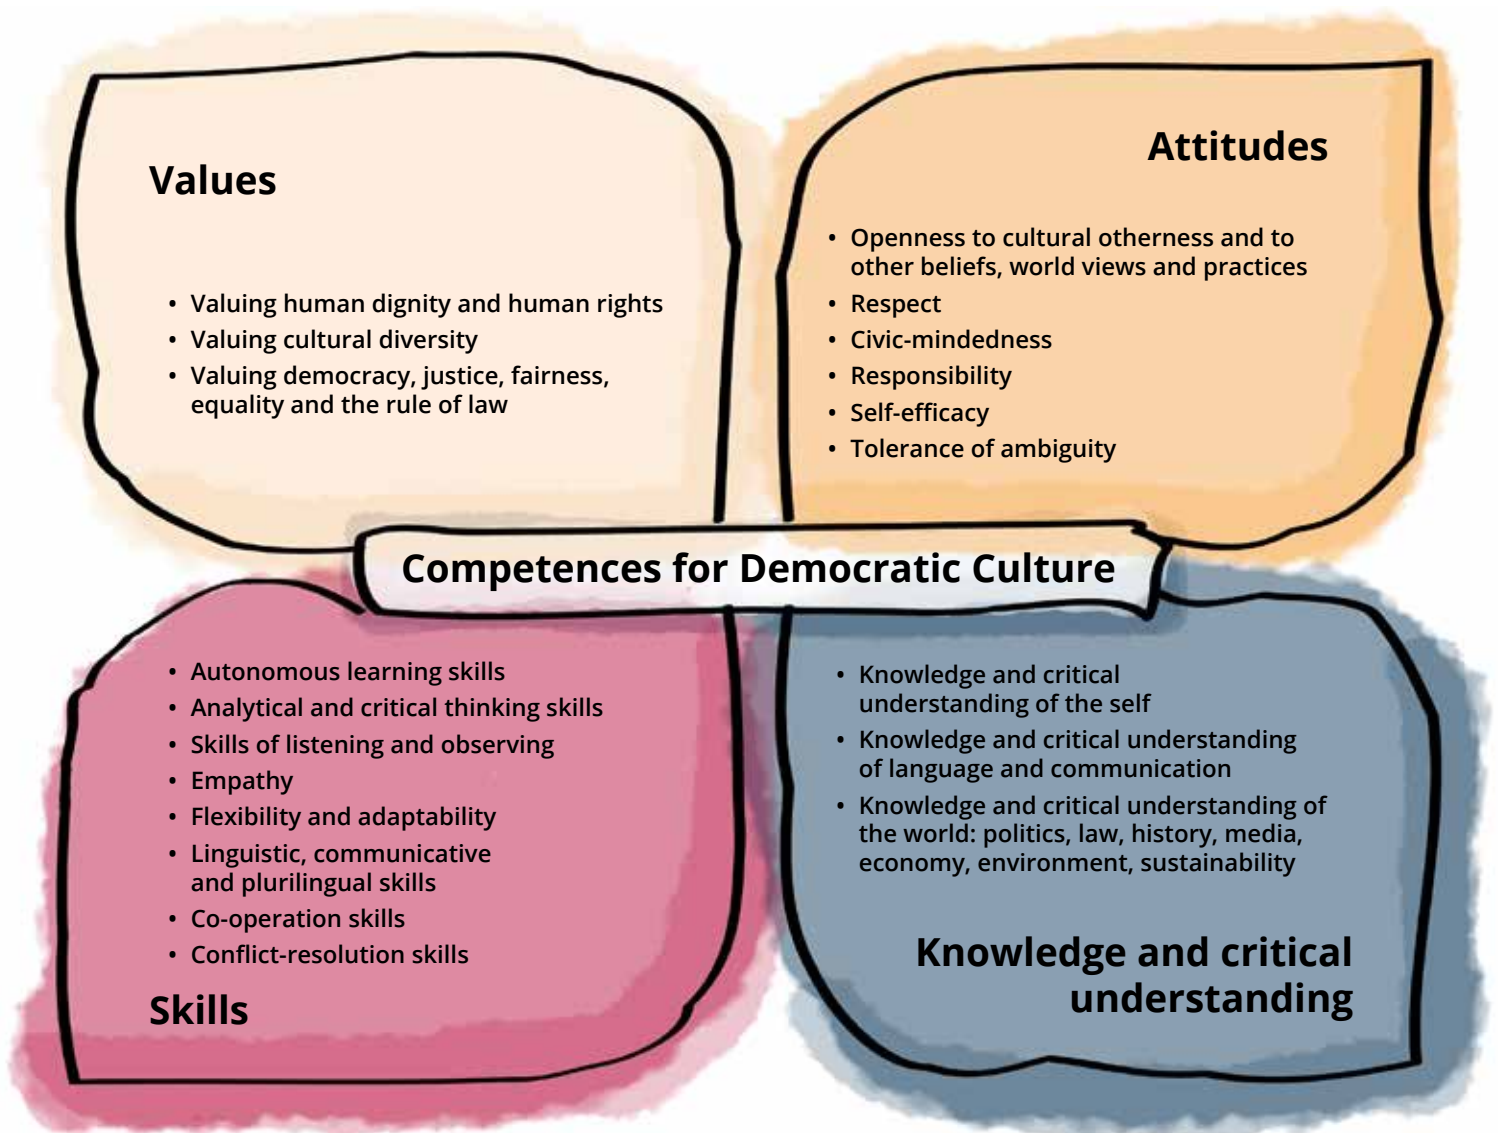 Values
• Valuing human dignity and human rights
• Valuing cultural diversity
• Valuing democracy, justice, fairness,
equality and the rule of law
Attitudes
• Openness to cultural otherness and to
other beliefs, world views and practices
• Respect
• Civic-mindedness
• Responsibility
• Self-efficacy
• Tolerance of ambiguity
Competences for Democratic Culture
• Autonomous learning skills
• Analytical and critical thinking skills
• Skills of listening and observing
• Empathy
• Flexibility and adaptability
• Linguistic, communicative
and plurilingual skills
• Co-operation skills
• Conflict-resolution skills
Skills
• Knowledge and critical
understanding of the self
• Knowledge and critical understanding
of language and communication
• Knowledge and critical understanding of
the world: politics, law, history, media,
economy, environment, sustainability
Knowledge and critical
understanding